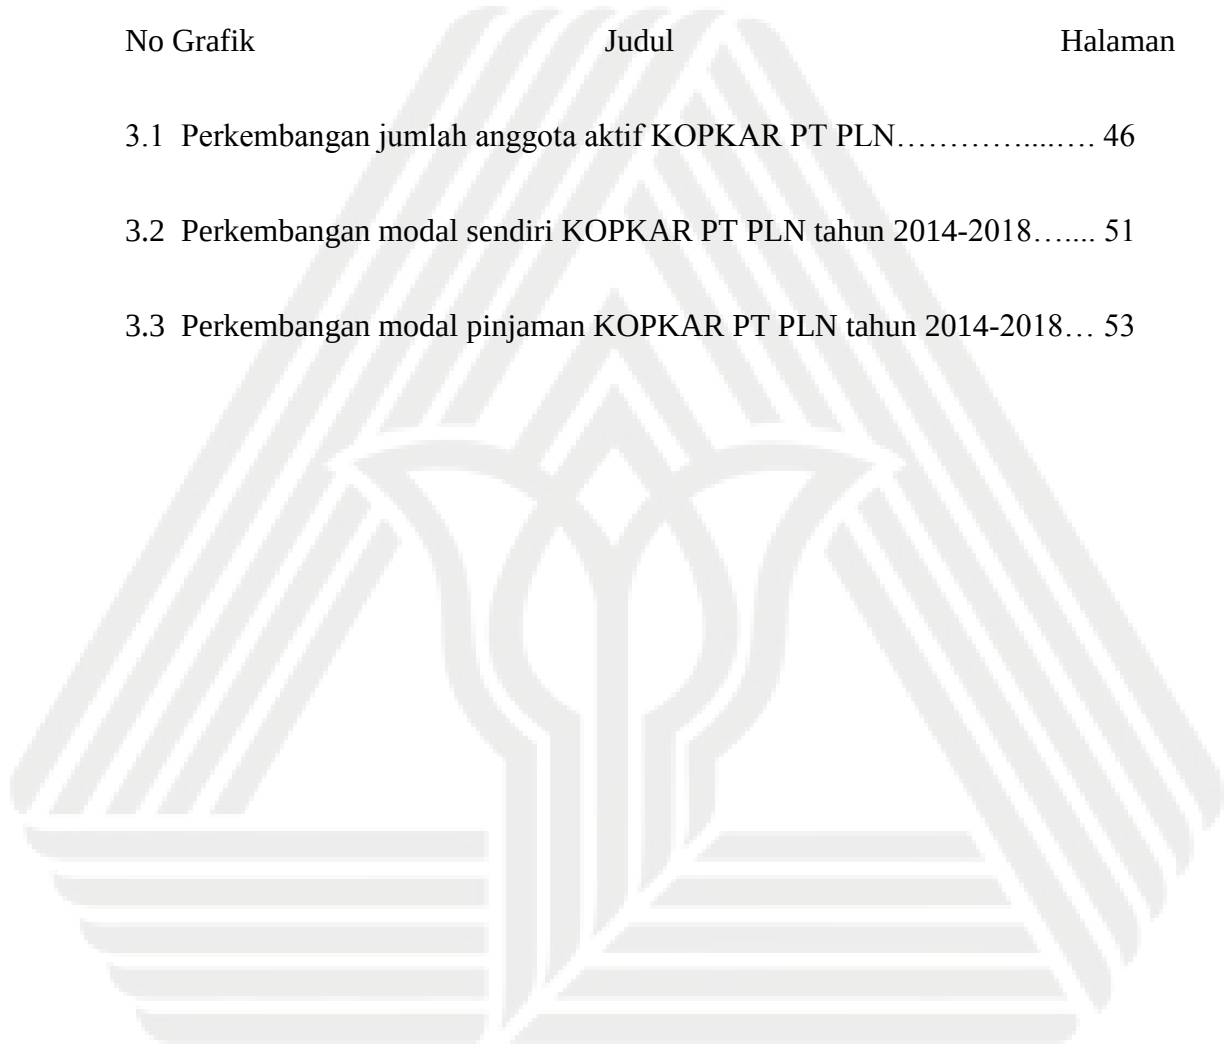 No Grafik Judul Halaman
3.1 Perkembangan jumlah anggota aktif KOPKAR PT PLN…………....…. 46
3.2 Perkembangan modal sendiri KOPKAR PT PLN tahun 2014-2018….... 51
3.3 Perkembangan modal pinjaman KOPKAR PT PLN tahun 2014-2018… 53